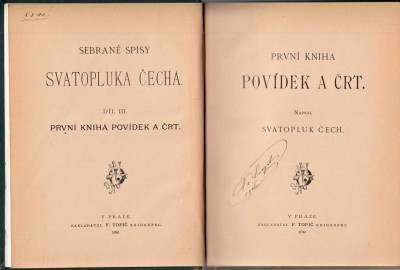 SEBRANÉ SPISY
SVATOPLUKA ČECHA.
DÍL III.
PRVNÍ KNIHA POVÍDEK A ČRT.
V PRAZE.
NAKLADATEL F. TOPIČ KNIHKUPEC.
PRVNÍ KNIHA
POVÍDEK A ČRT.
NAPSAL
SVATOPLUK ČECH.
V PRAZE.
NAKLADATEL F. TOPIČ KNIHKUPEC.